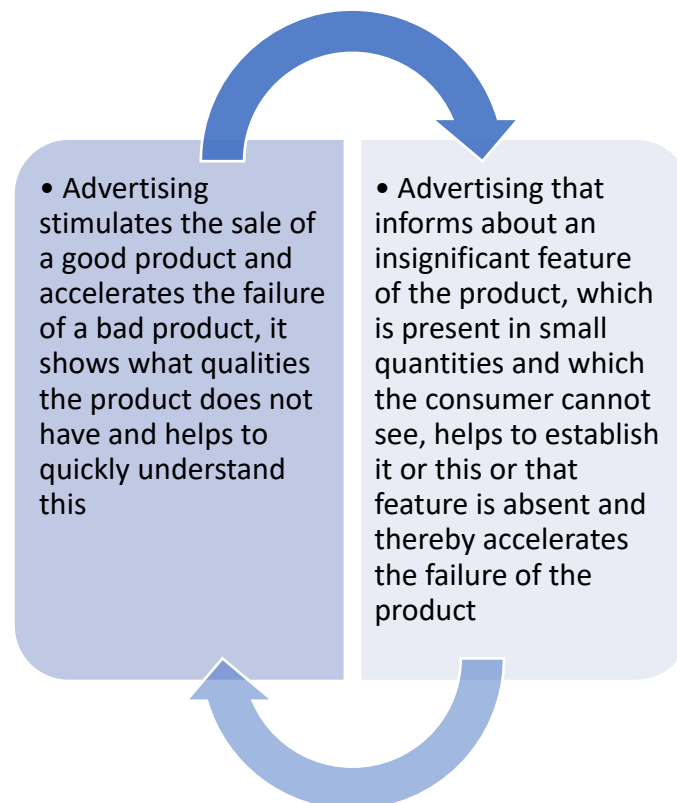 • Advertising
stimulates the sale of
a good product and
accelerates the failure
of a bad product, it
shows what qualities
the product does not
have and helps to
quickly understand
this
• Advertising that
informs about an
insignificant feature
of the product, which
is present in small
quantities and which
the consumer cannot
see, helps to establish
it or this or that
feature is absent and
thereby accelerates
the failure of the
product